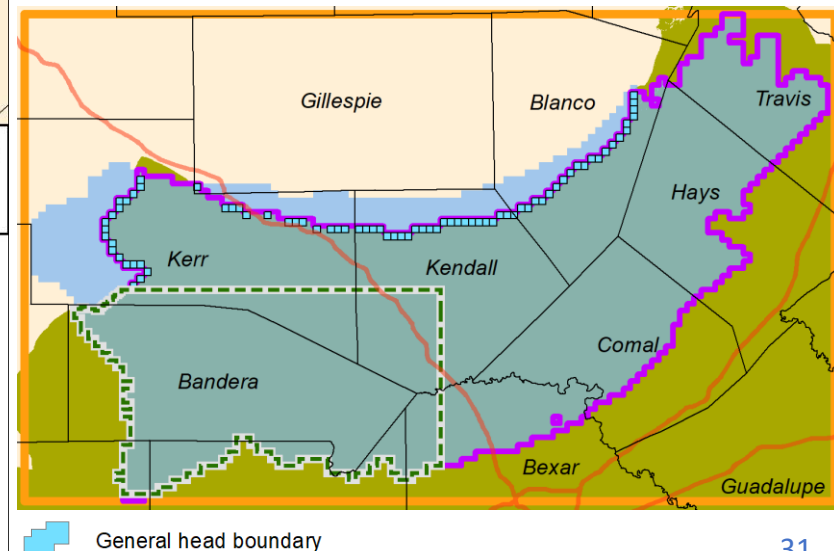 Gillespie
Blanco
Travis
Hays
Kerr
Kendall
Comal
Bandera
Bexar
Guadalupe
General head boundary
31